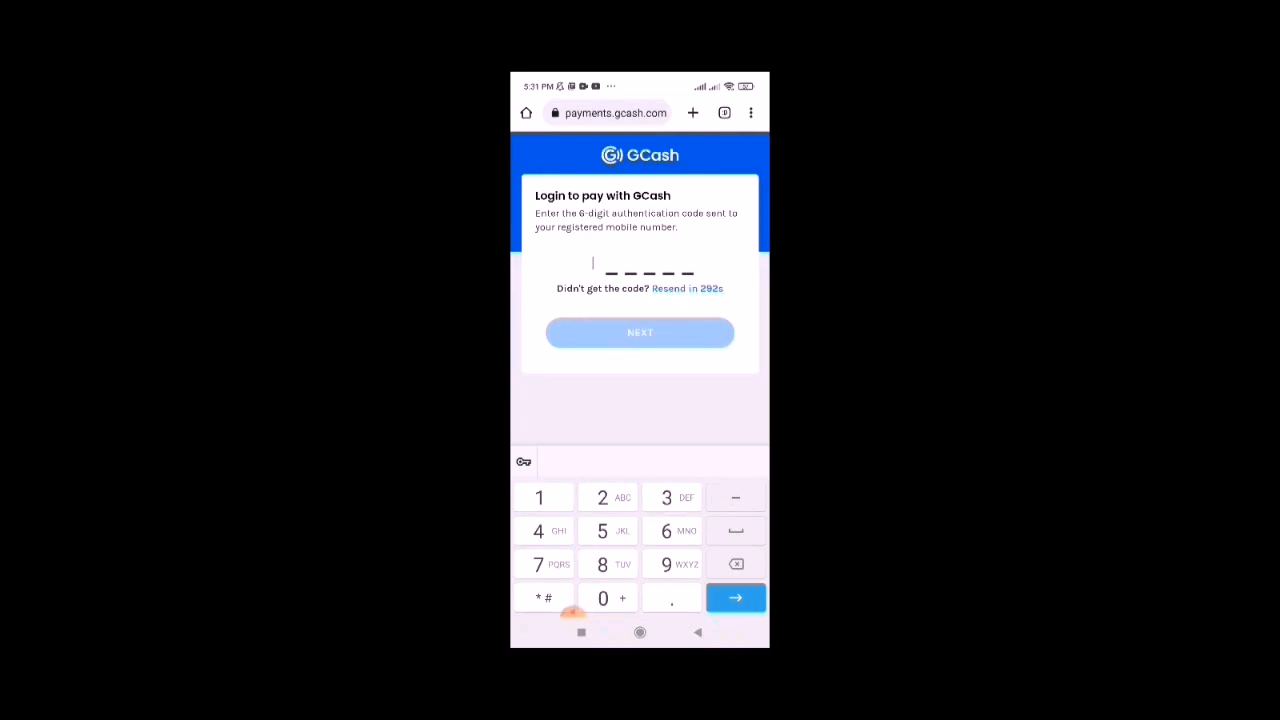 5:31 PM
payments.gcash.com
:D
GCash
Login to pay with GCash
Enter the 6-digit authentication code sent to
your registered mobile number.
Didn't get the code? Resend in 292s
NEXT
1 2 ABC 3 DEF –
4 GHI 5 JKL 6 MNO
7 PQRS 8 TUV 9 WXYZ
* # 0 + .